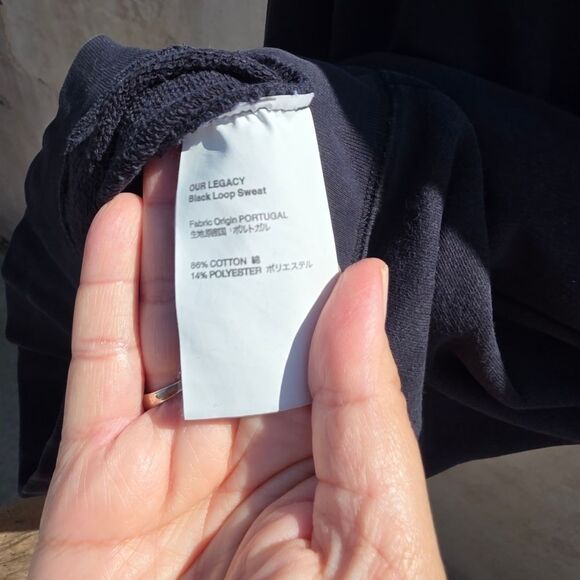 OUR LEGACY
Black Loop Sweat
Fabric Origin PORTUGAL
生地原産国：ポルトガル
86% COTTON 綿
14% POLYESTER ポリエステル